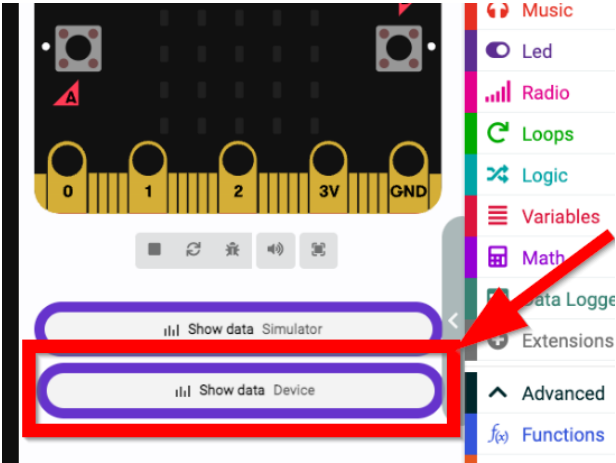 Music
Led
A
Radio
Loops
Logic
0 1 2 3V GND
Variables
Math
Data Logge
Show data Simulator
Extensions
Show data Device
Advanced
f(x) Functions